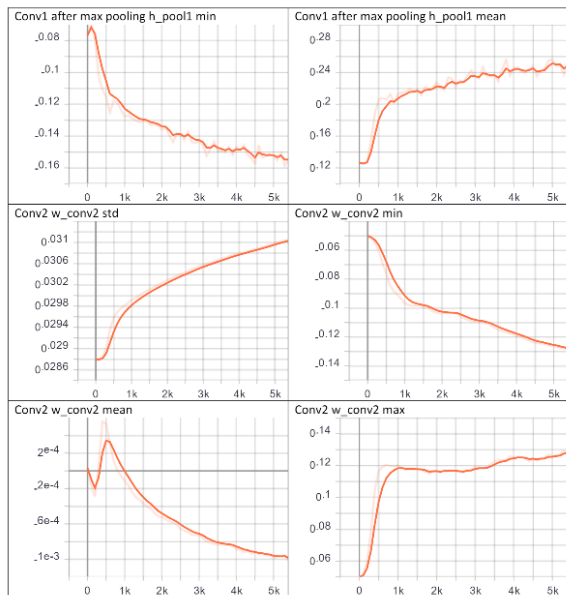 Conv1 after max pooling h_pool1 min
-0.08
-0.1
-0.12
-0.14
-0.16
0 1k 2k 3k 4k 5k
Conv1 after max pooling h_pool1 mean
0.28
0.24
0.2
0.16
0.12
0 1k 2k 3k 4k 5k
Conv2 w_conv2 std
0.031
0.0306
0.0302
0.0298
0.0294
0.029
0.0286
0 1k 2k 3k 4k 5k
Conv2 w_conv2 min
-0.06
-0.08
-0.1
-0.12
-0.14
0 1k 2k 3k 4k 5k
Conv2 w_conv2 mean
2e-4
-2e-4
-6e-4
-1e-3
0 1k 2k 3k 4k 5k
Conv2 w_conv2 max
0.14
0.12
0.1
0.08
0.06
0 1k 2k 3k 4k 5k